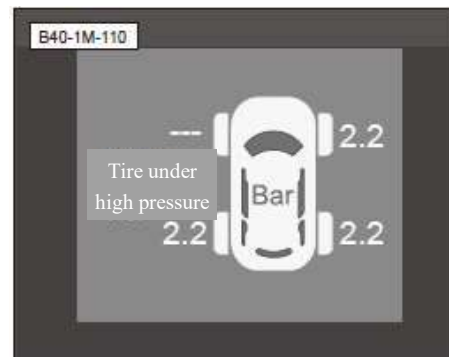 B40-1M-110
--- 2.2
Tire under
high pressure
Bar
2.2 2.2